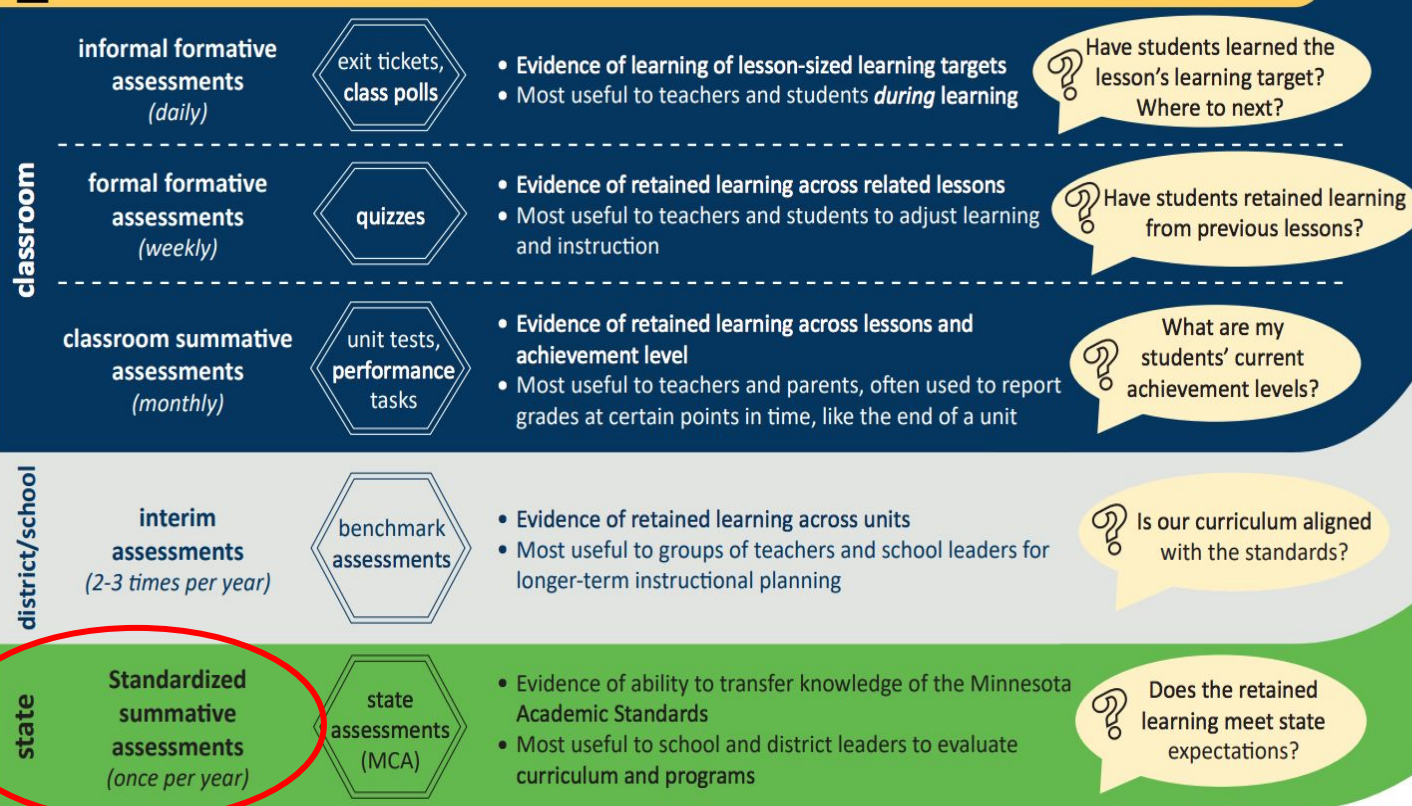 classroom
informal formative
assessments
(daily)
exit tickets,
class polls
• Evidence of learning of lesson-sized learning targets
• Most useful to teachers and students during learning
Have students learned the
lesson’s learning target?
Where to next?
formal formative
assessments
(weekly)
quizzes
• Evidence of retained learning across related lessons
• Most useful to teachers and students to adjust learning
and instruction
Have students retained learning
from previous lessons?
classroom summative
assessments
(monthly)
unit tests,
performance
tasks
• Evidence of retained learning across lessons and
achievement level
• Most useful to teachers and parents, often used to report
grades at certain points in time, like the end of a unit
What are my
students’ current
achievement levels?
district/school
interim
assessments
(2-3 times per year)
benchmark
assessments
• Evidence of retained learning across units
• Most useful to groups of teachers and school leaders for
longer-term instructional planning
Is our curriculum aligned
with the standards?
state
Standardized
summative
assessments
(once per year)
state
assessments
(MCA)
• Evidence of ability to transfer knowledge of the Minnesota
Academic Standards
• Most useful to school and district leaders to evaluate
curriculum and programs
Does the retained
learning meet state
expectations?